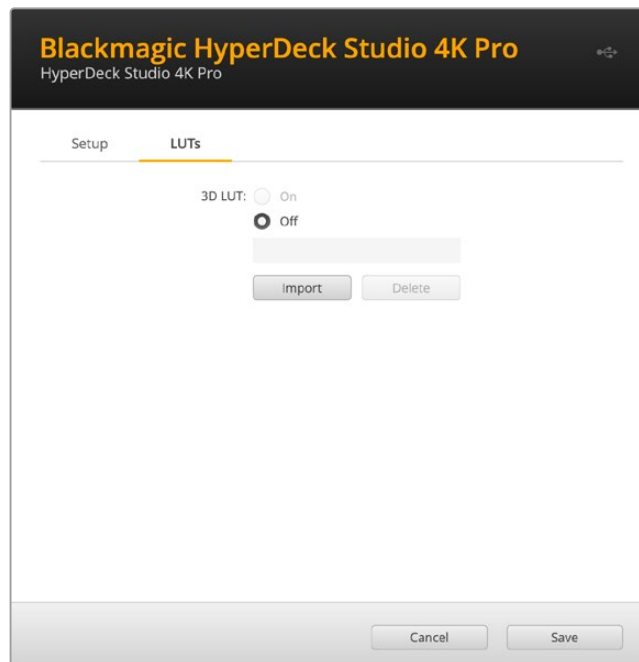 Blackmagic HyperDeck Studio 4K Pro
HyperDeck Studio 4K Pro
Setup LUTs
3D LUT: On
Off
Import Delete
Cancel Save